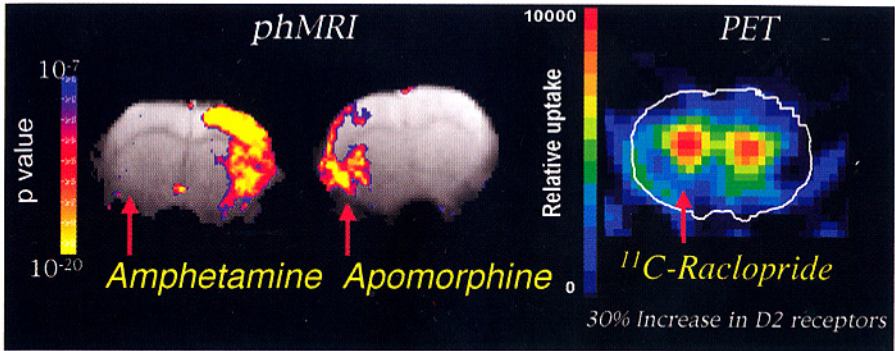 phMRI
PET
10⁻⁷
p value
10⁻²⁰
Amphetamine
Apomorphine
10000
Relative uptake
0
¹¹C-Raclopride
30% Increase in D2 receptors